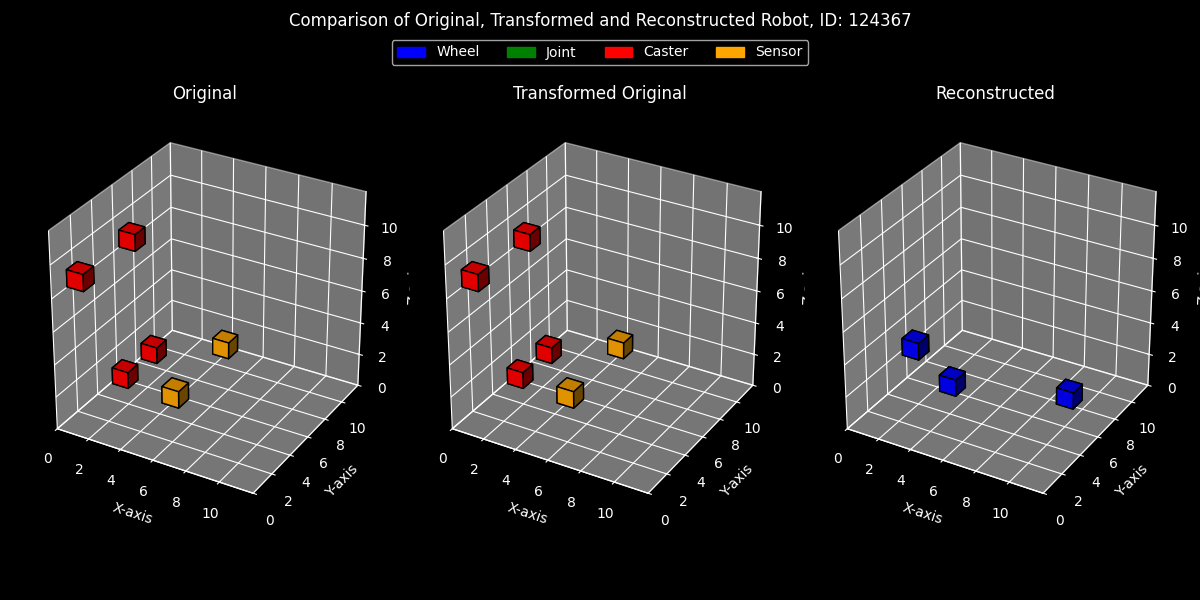 Comparison of Original, Transformed and Reconstructed Robot, ID: 124367
Wheel Joint Caster Sensor
Original Transformed Original Reconstructed
10 10 10
8 8 8
6 6 6
4 4 4
2 2 2
0 0 0
10 10 10
8 8 8
0 6 0 6 0 6
2 4 2 4 2 4
4 2 4 2 4 2
6 0 6 0 6 0
8 8 8
10 10 10
X-axis Y-axis X-axis Y-axis X-axis Y-axis